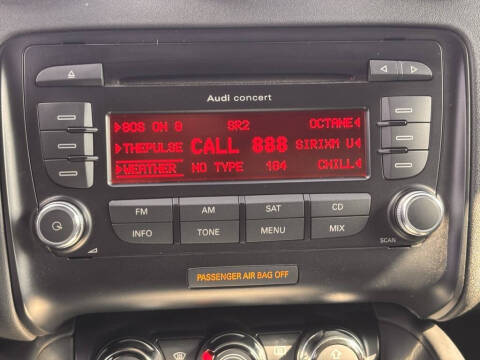 Audi concert
80S ON 8 SR2 OCTANE
THEPULSE CALL 888 SIRIXM U
WEATHER NO TYPE 184 CHILL
FM AM SAT CD
INFO TONE MENU MIX
SCAN
PASSENGER AIR BAG OFF